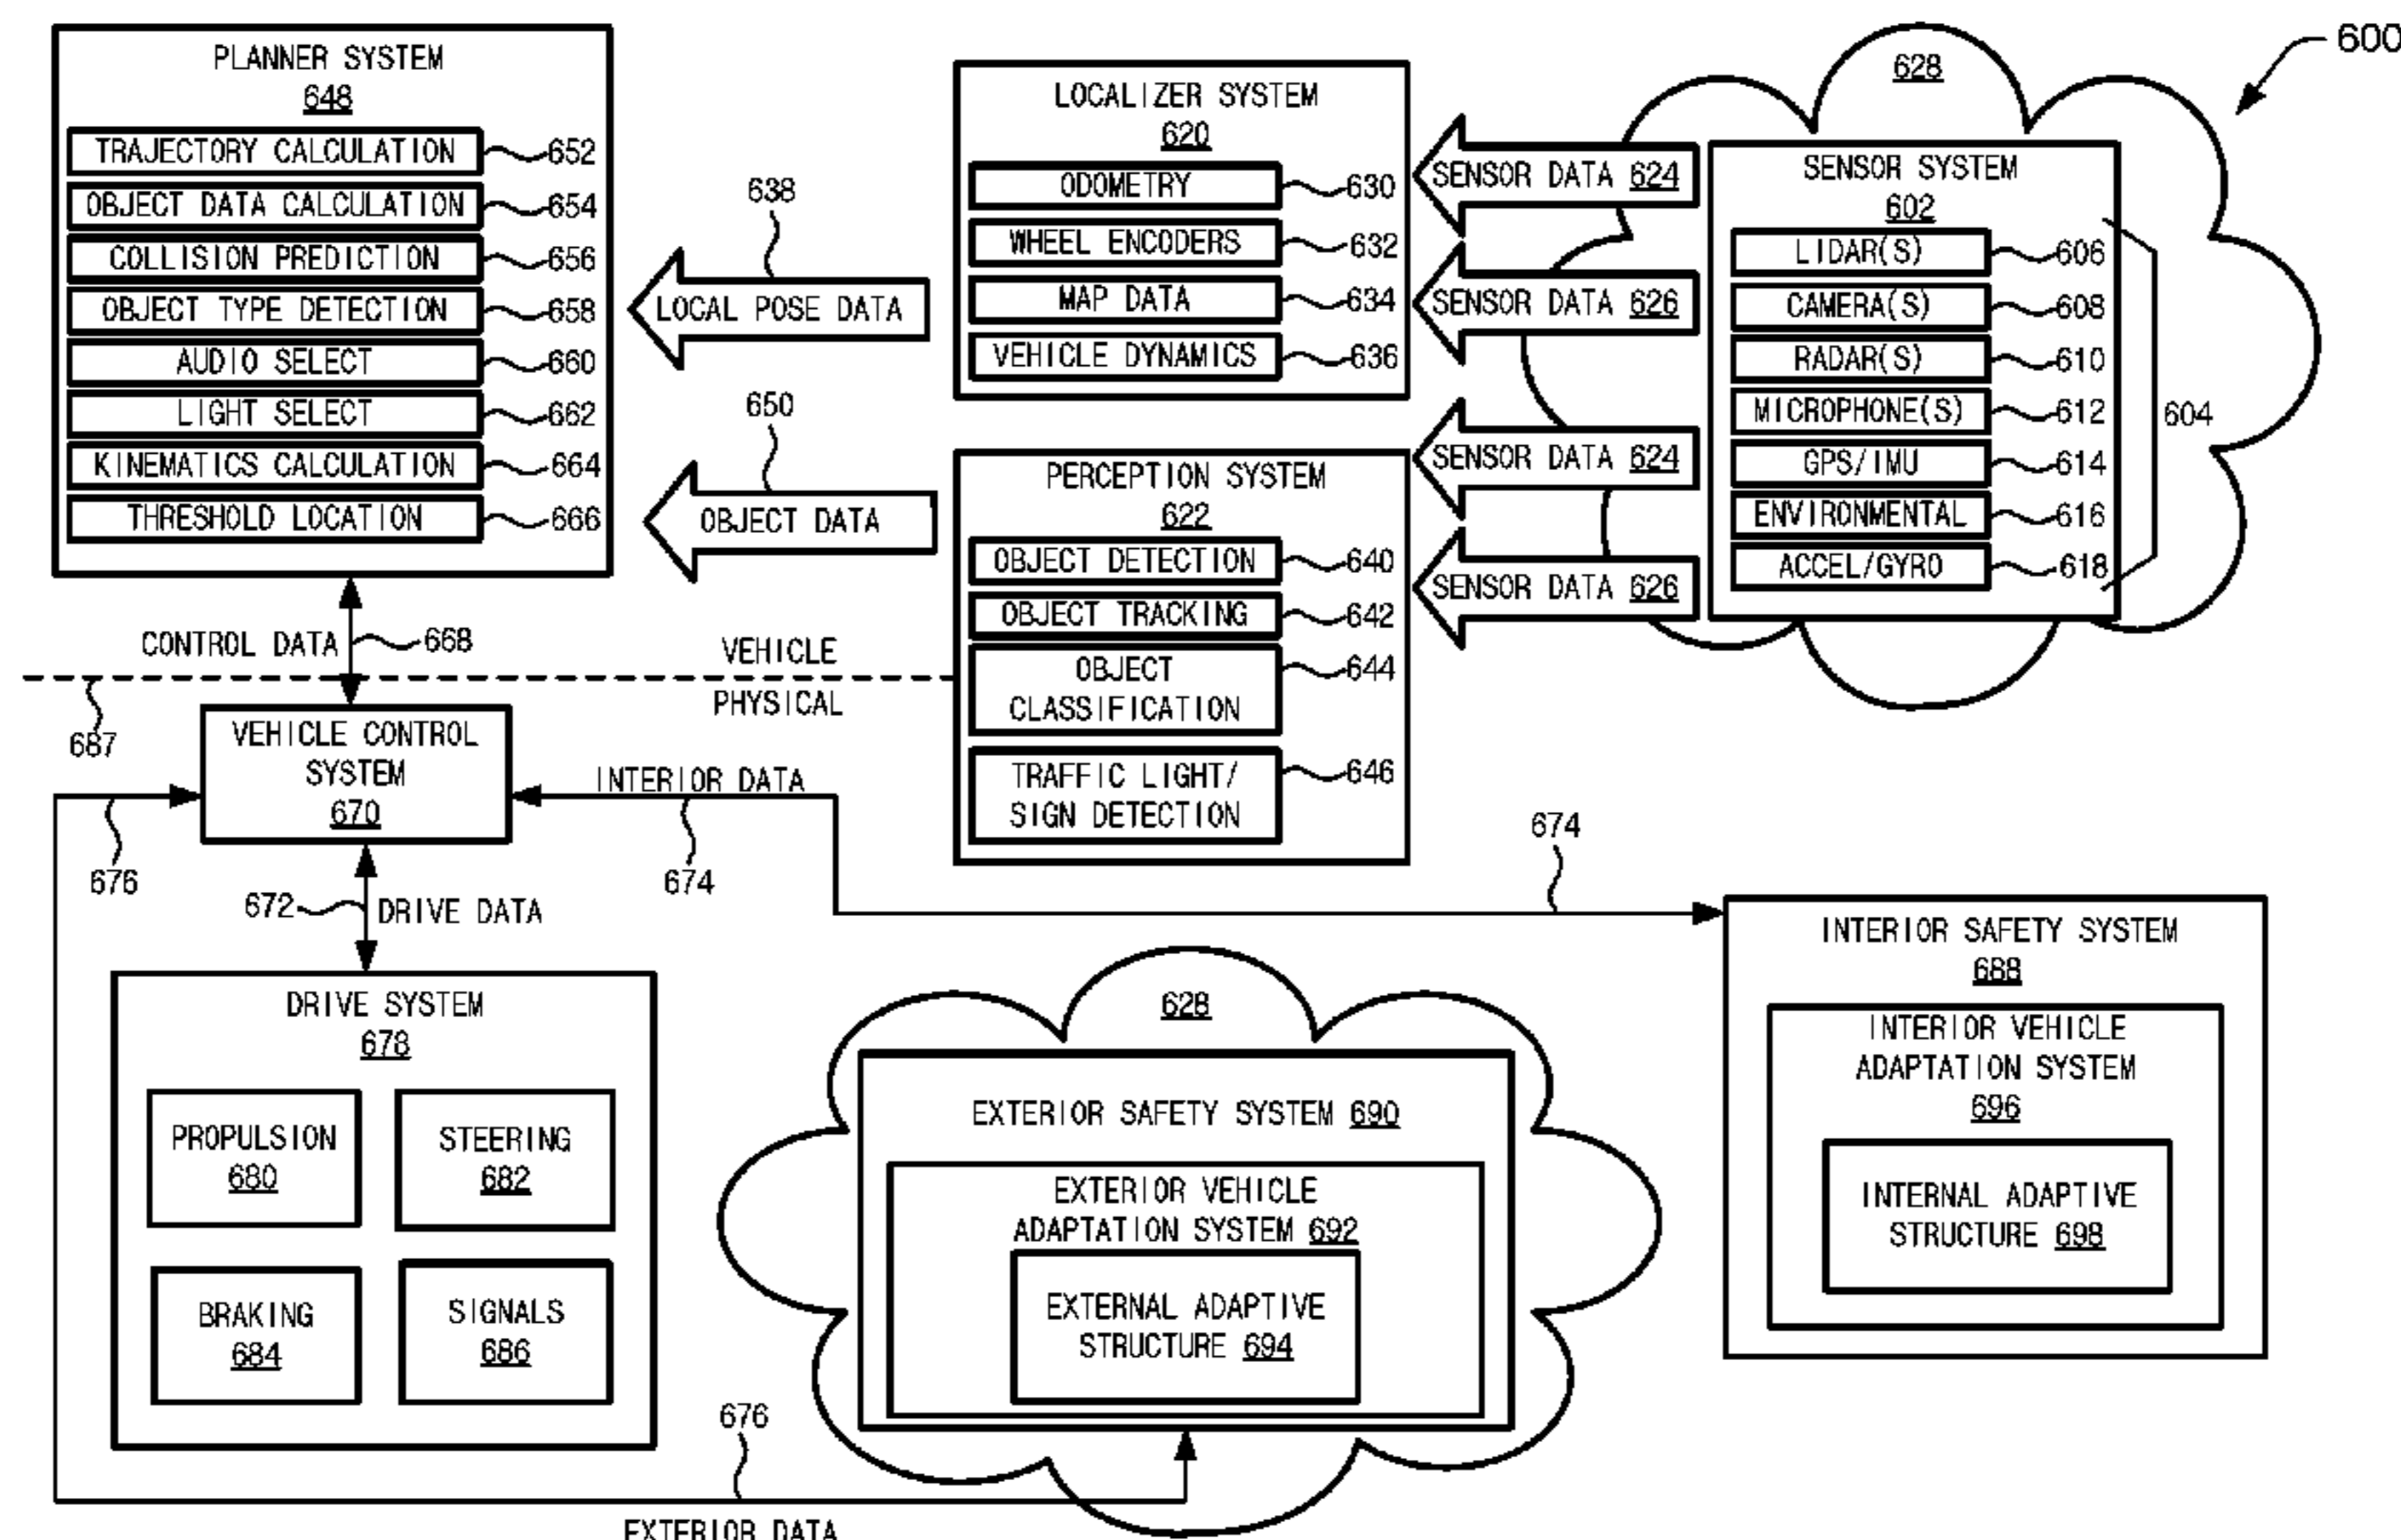 600
PLANNER SYSTEM
648
TRAJECTORY CALCULATION 652
OBJECT DATA CALCULATION 654
COLLISION PREDICTION 656
OBJECT TYPE DETECTION 658
AUDIO SELECT 660
LIGHT SELECT 662
KINEMATICS CALCULATION 664
THRESHOLD LOCATION 666
638
LOCAL POSE DATA
650
OBJECT DATA
LOCALIZER SYSTEM
620
ODOMETRY 630
WHEEL ENCODERS 632
MAP DATA 634
VEHICLE DYNAMICS 636
PERCEPTION SYSTEM
622
OBJECT DETECTION 640
OBJECT TRACKING 642
OBJECT 644
CLASSIFICATION
TRAFFIC LIGHT/ 646
SIGN DETECTION
SENSOR DATA 624
SENSOR DATA 626
SENSOR DATA 624
SENSOR DATA 626
628
SENSOR SYSTEM
602
LIDAR(S) 606
CAMERA(S) 608
RADAR(S) 610
MICROPHONE(S) 612
GPS/IMU 614
ENVIRONMENTAL 616
ACCEL/GYRO 618
604
CONTROL DATA 668
VEHICLE
PHYSICAL
687
VEHICLE CONTROL
SYSTEM
670
INTERIOR DATA
676
674
674
672 DRIVE DATA
DRIVE SYSTEM
678
PROPULSION
680
STEERING
682
BRAKING
684
SIGNALS
686
628
EXTERIOR SAFETY SYSTEM 690
EXTERIOR VEHICLE
ADAPTATION SYSTEM 692
EXTERNAL ADAPTIVE
STRUCTURE 694
INTERIOR SAFETY SYSTEM
688
INTERIOR VEHICLE
ADAPTATION SYSTEM
696
INTERNAL ADAPTIVE
STRUCTURE 698
676
EXTERIOR DATA